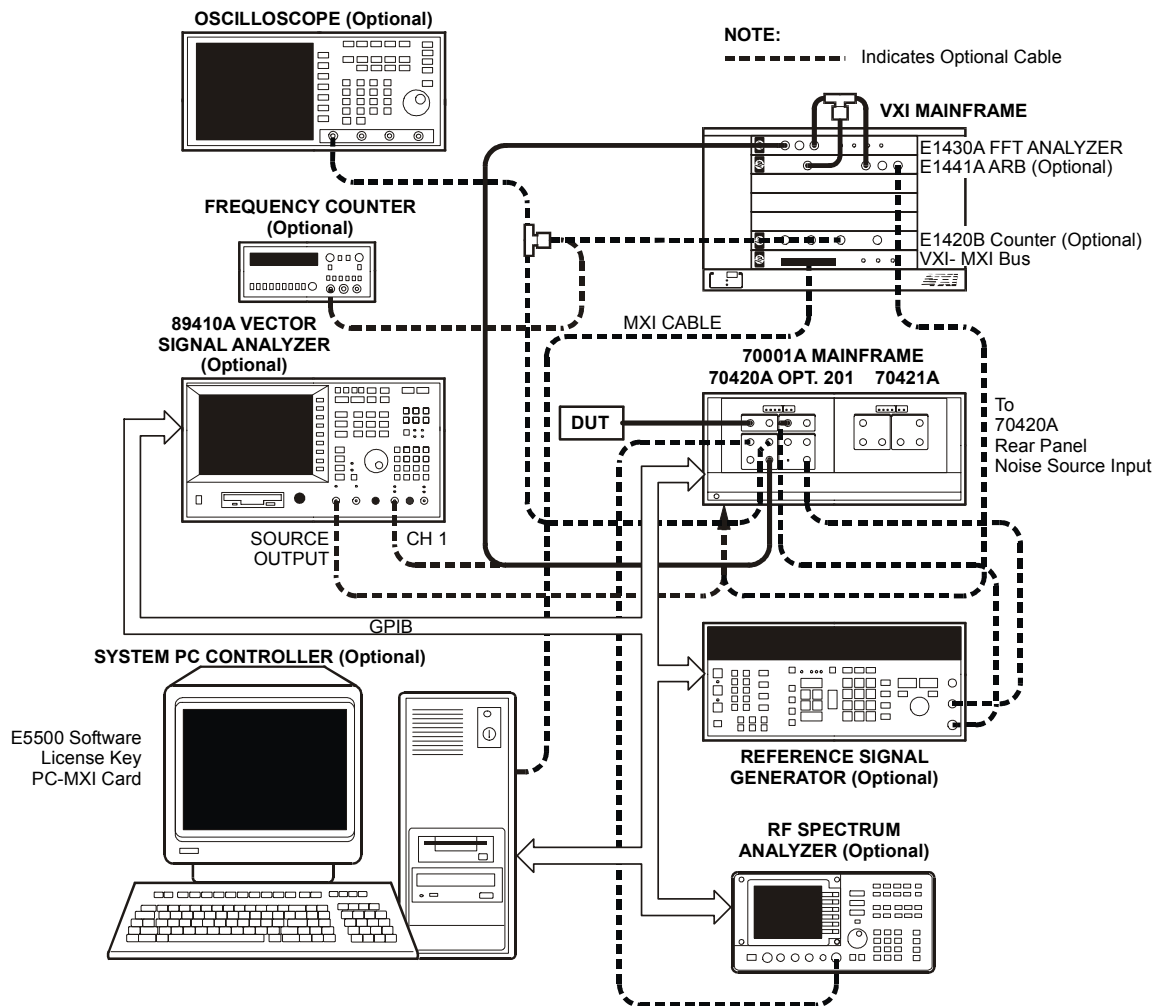 OSCILLOSCOPE (Optional)
NOTE:
Indicates Optional Cable
VXI MAINFRAME
E1430A FFT ANALYZER
E1441A ARB (Optional)
E1420B Counter (Optional)
VXI- MXI Bus
VXI
FREQUENCY COUNTER
(Optional)
MXI CABLE
89410A VECTOR
SIGNAL ANALYZER
(Optional)
70001A MAINFRAME
70420A OPT. 201 70421A
DUT
To
70420A
Rear Panel
Noise Source Input
SOURCE
OUTPUT
CH 1
GPIB
SYSTEM PC CONTROLLER (Optional)
E5500 Software
License Key
PC-MXI Card
REFERENCE SIGNAL
GENERATOR (Optional)
RF SPECTRUM
ANALYZER (Optional)